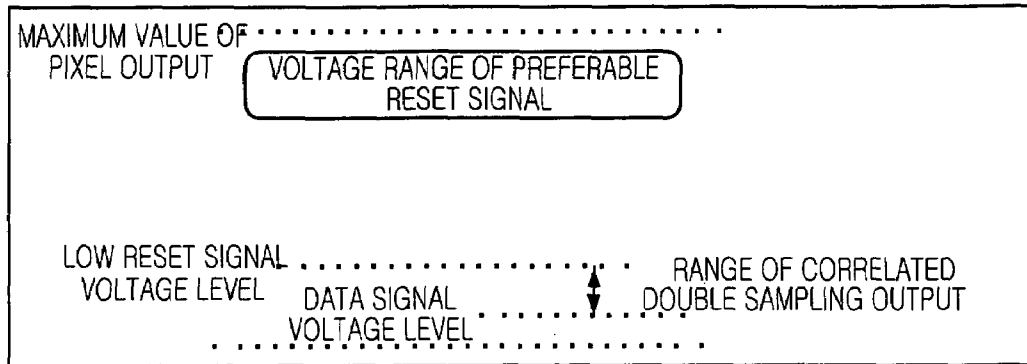 MAXIMUM VALUE OF
PIXEL OUTPUT
VOLTAGE RANGE OF PREFERABLE
RESET SIGNAL
LOW RESET SIGNAL
VOLTAGE LEVEL
DATA SIGNAL
VOLTAGE LEVEL
RANGE OF CORRELATED
DOUBLE SAMPLING OUTPUT